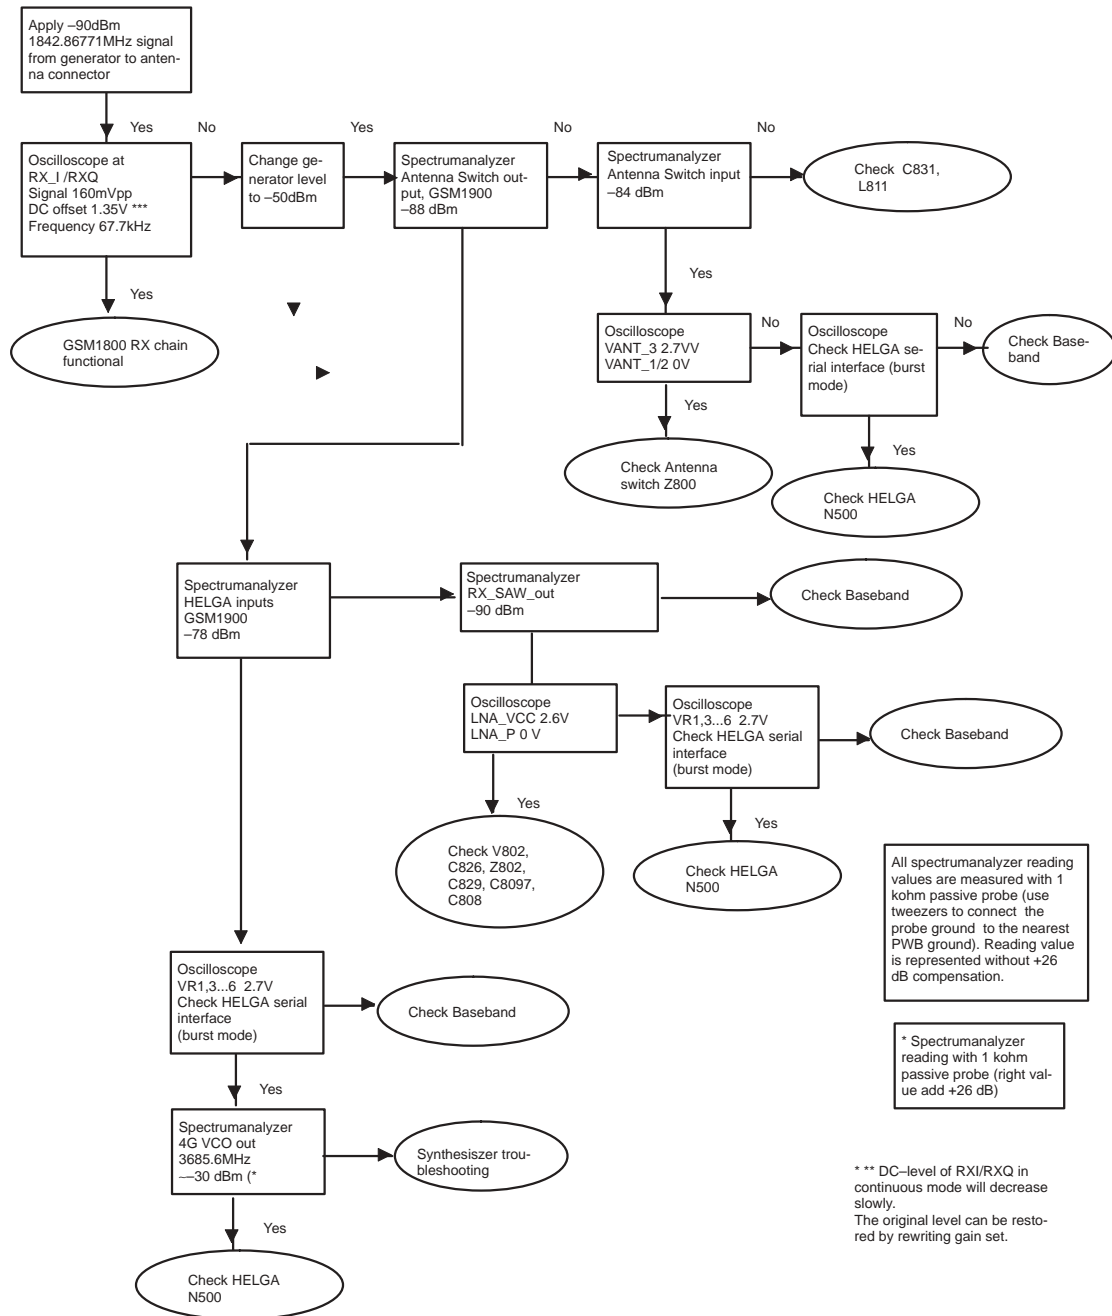 Apply –90dBm
1842.86771MHz signal
from generator to anten-
na connector
Yes
No
Yes
No
No
Oscilloscope at
RX_I /RXQ
Signal 160mVpp
DC offset 1.35V ***
Frequency 67.7kHz
Change ge-
nerator level
to –50dBm
Spectrumanalyzer
Antenna Switch out-
put, GSM1900
–88 dBm
Spectrumanalyzer
Antenna Switch input
–84 dBm
Check C831,
L811
Yes
Yes
GSM1800 RX chain
functional
Oscilloscope
VANT_3 2.7VV
VANT_1/2 0V
No
Oscilloscope
Check HELGA se-
rial interface (burst
mode)
No
Check Base-
band
Yes
Yes
Check Antenna
switch Z800
Check HELGA
N500
Spectrumanalyzer
HELGA inputs
GSM1900
–78 dBm
Spectrumanalyzer
RX_SAW_out
–90 dBm
Check Baseband
Oscilloscope
LNA_VCC 2.6V
LNA_P 0 V
Oscilloscope
VR1,3...6 2.7V
Check HELGA serial
interface
(burst mode)
Check Baseband
Yes
Yes
Check V802,
C826, Z802,
C829, C8097,
C808
Check HELGA
N500
All spectrumanalyzer reading
values are measured with 1
kohm passive probe (use
tweezers to connect the
probe ground to the nearest
PWB ground). Reading value
is represented without +26
dB compensation.
Oscilloscope
VR1,3...6 2.7V
Check HELGA serial
interface
(burst mode)
Check Baseband
* Spectrumanalyzer
reading with 1 kohm
passive probe (right val-
ue add +26 dB)
Yes
Spectrumanalyzer
4G VCO out
3685.6MHz
~–30 dBm (*
Synthesiszer trou-
bleshooting
* ** DC–level of RXI/RXQ in
continuous mode will decrease
slowly.
The original level can be resto-
red by rewriting gain set.
Yes
Check HELGA
N500